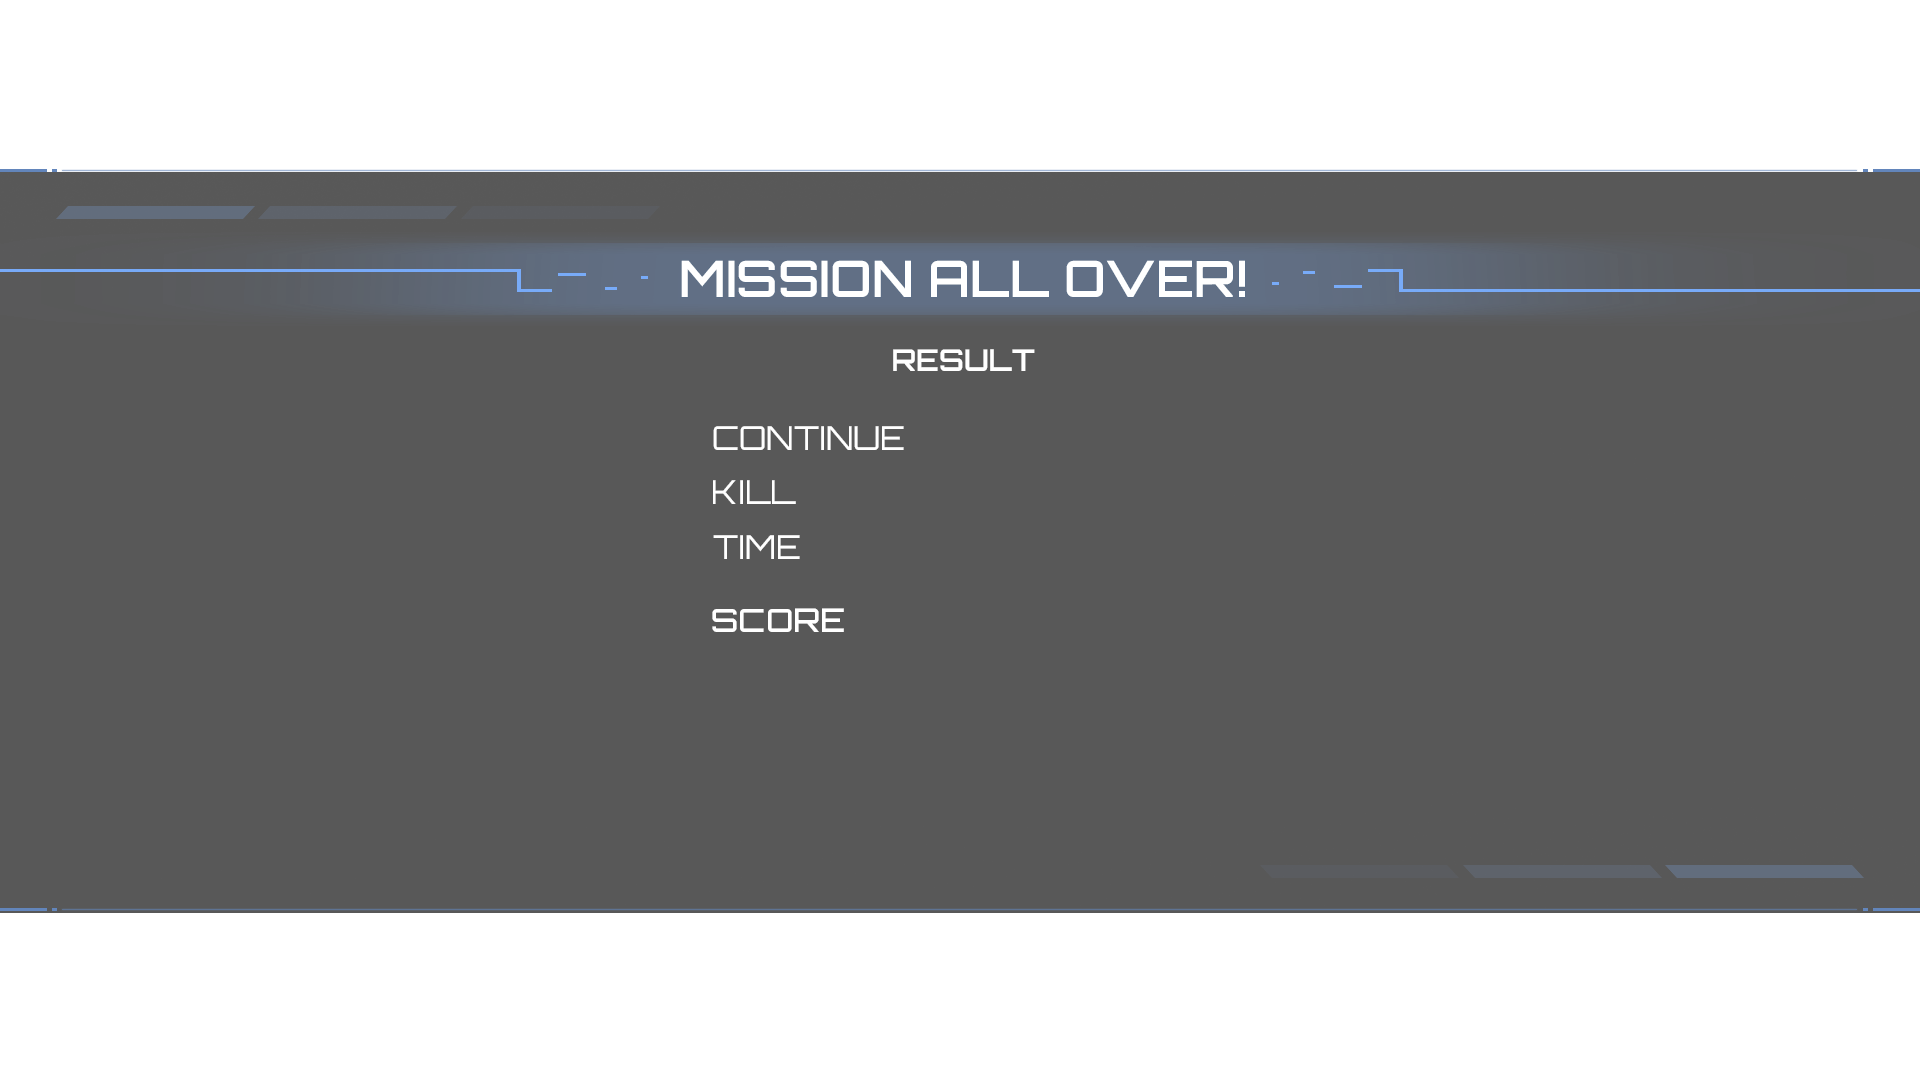 MISSION ALL OVER!
RESULT
CONTINUE
KILL
TIME
SCORE